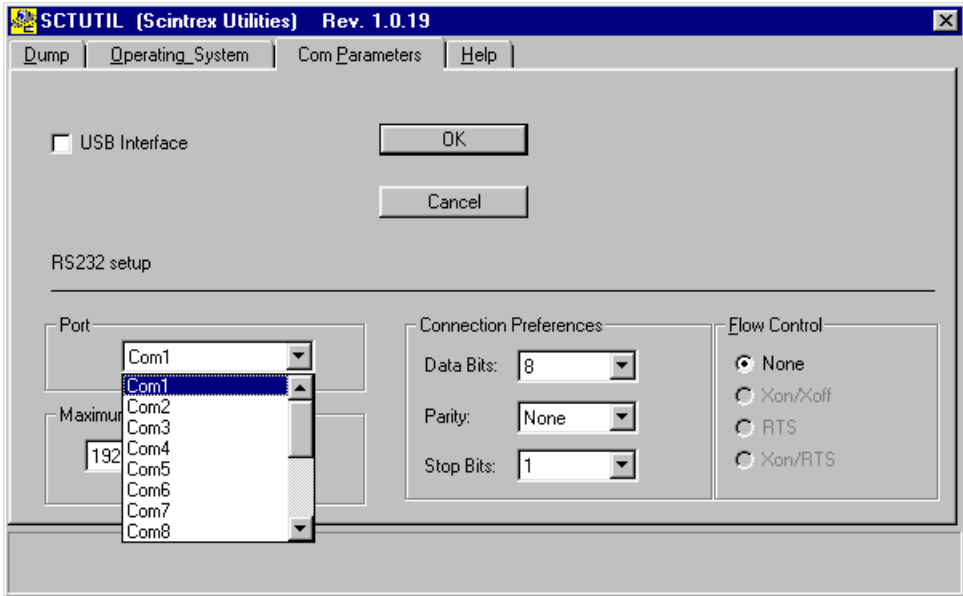 SCTUTIL (Scintrex Utilities) Rev. 1.0.19
Dump Operating_System Com Parameters Help
USB Interface
OK
Cancel
RS232 setup
Port
Com1
Com1
Com2
Com3
Com4
Com5
Com6
Com7
Com8
192
Connection Preferences
Data Bits: 8
Parity: None
Stop Bits: 1
Flow Control
None
Xon/Xoff
RTS
Xon/RTS